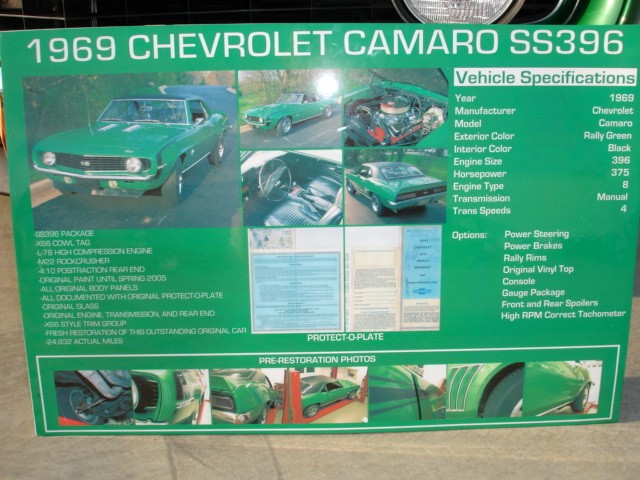 1969 CHEVROLET CAMARO SS396
Vehicle Specifications
Year 1969
Manufacturer Chevrolet
Model Camaro
Exterior Color Rally Green
Interior Color Black
Engine Size 396
Horsepower 375
Engine Type 8
Transmission Manual
Trans Speeds 4
Options: Power Steering
Power Brakes
Rally Rims
Original Vinyl Top
Console
Gauge Package
Front and Rear Spoilers
High RPM Correct Tachometer
-SS396 PACKAGE
-X66 COWL TAG
-L-78 HIGH COMPRESSION ENGINE
-M22 ROCKCRUSHER
-4:10 POSITRACTION REAR END
-ORIGINAL PAINT UNTIL SPRING 2005
-ALL ORIGINAL BODY PANELS
-ALL DOCUMENTED WITH ORIGINAL PROTECT-O-PLATE
-ORIGINAL GLASS
-ORIGINAL ENGINE, TRANSMISSION, AND REAR END
-X66 STYLE TRIM GROUP
-FRESH RESTORATION OF THIS OUTSTANDING ORIGINAL CAR
-24,932 ACTUAL MILES
PROTECT-O-PLATE
PRE-RESTORATION PHOTOS
396